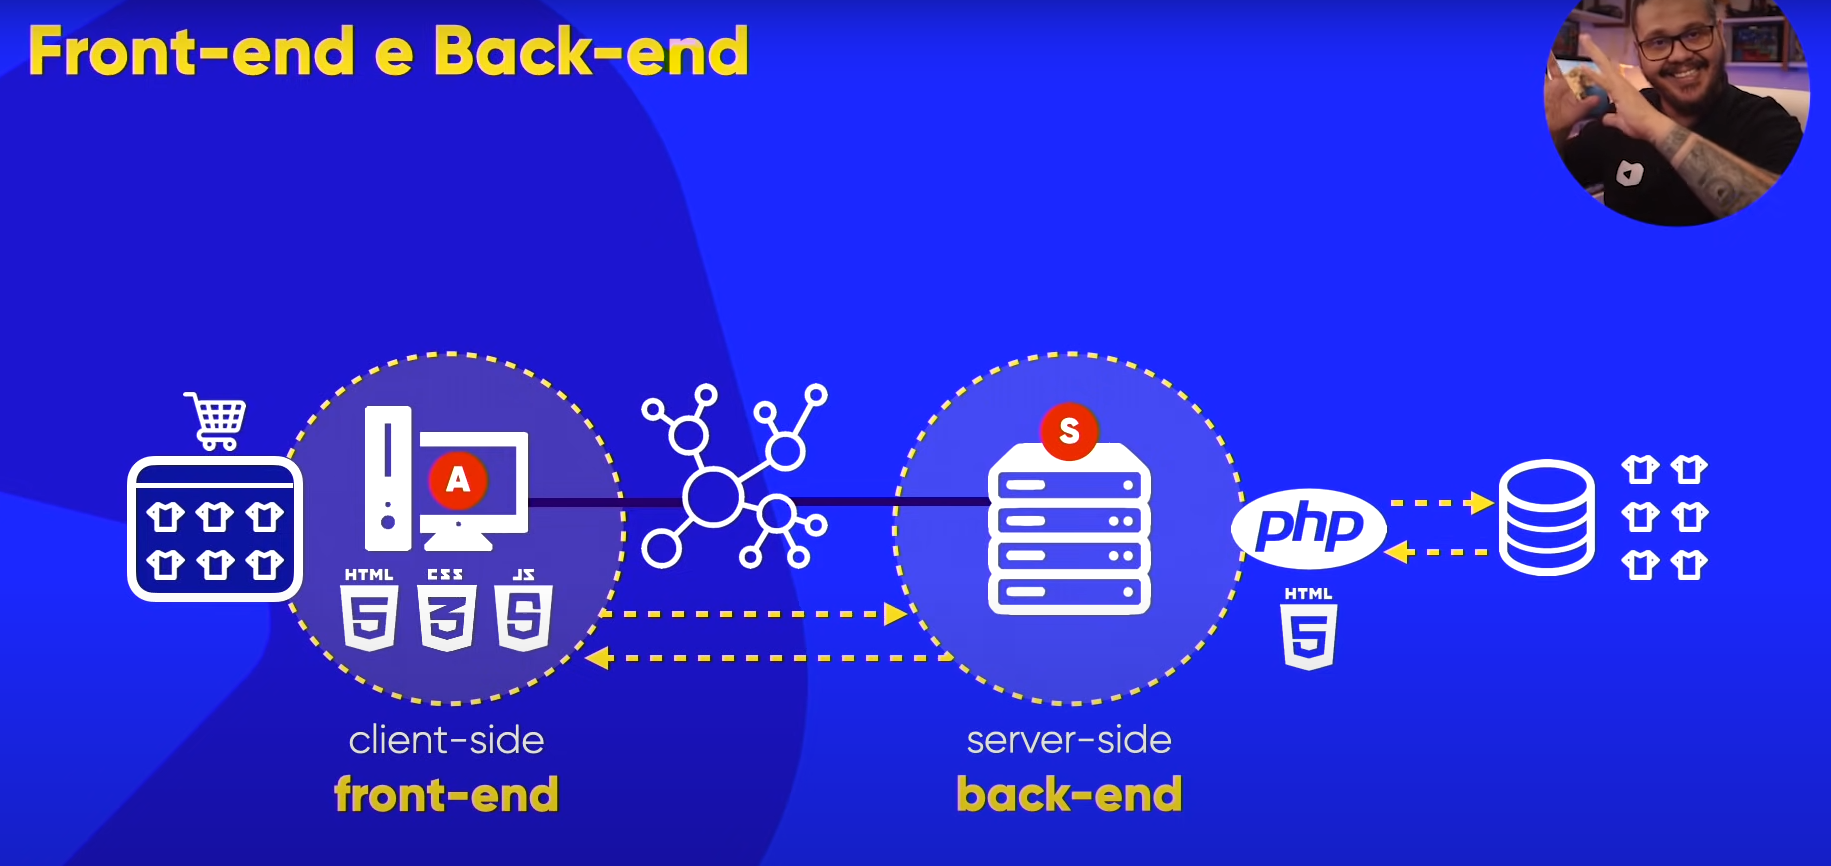 Front-end e Back-end
A
S
php
HTML
CSS
JS
HTML
client-side
server-side
front-end
back-end